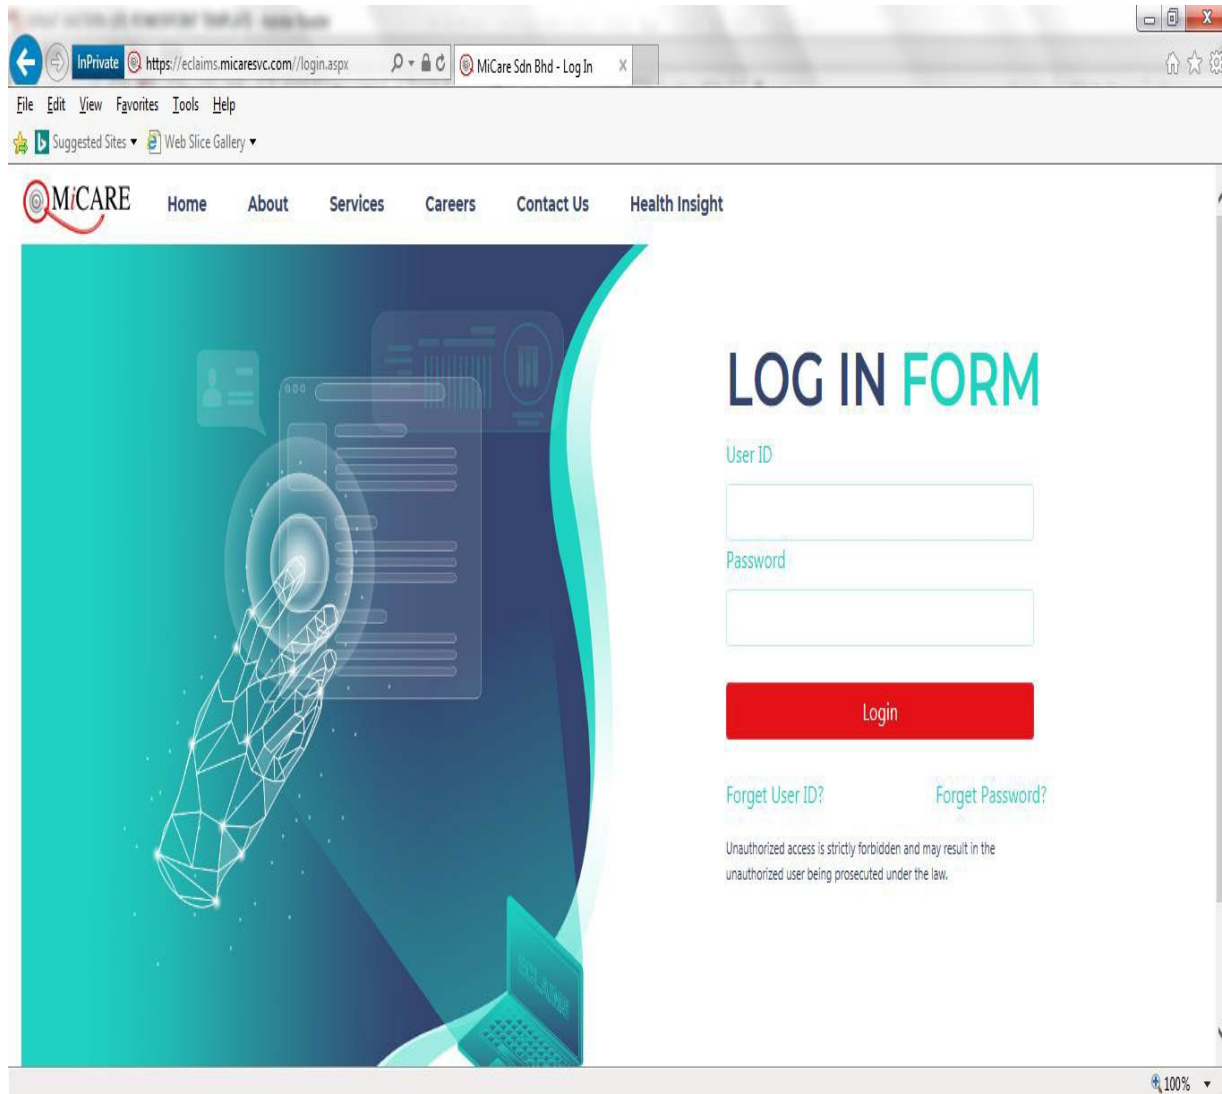 InPrivate https://eclaims.micaresvc.com//login.aspx MiCare Sdn Bhd - Log In
File Edit View Favorites Tools Help
Suggested Sites Web Slice Gallery
MiCARE Home About Services Careers Contact Us Health Insight
LOG IN FORM
User ID
Password
Login
Forget User ID? Forget Password?
Unauthorized access is strictly forbidden and may result in the
unauthorized user being prosecuted under the law.
ECLAIMS
100%